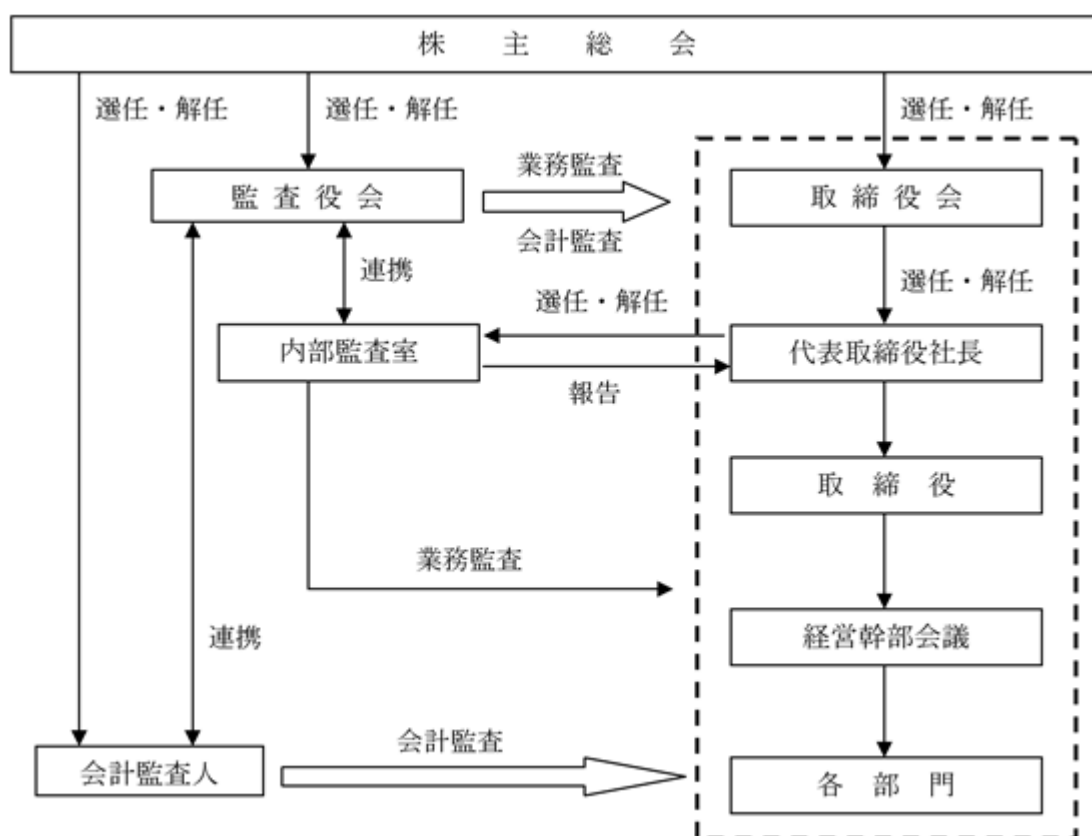 株主総会
選任・解任
選任・解任
選任・解任
業務監査
監査役会
取締役会
会計監査
連携
選任・解任
選任・解任
内部監査室
代表取締役社長
報告
取締役
業務監査
経営幹部会議
連携
会計監査
会計監査人
各部門